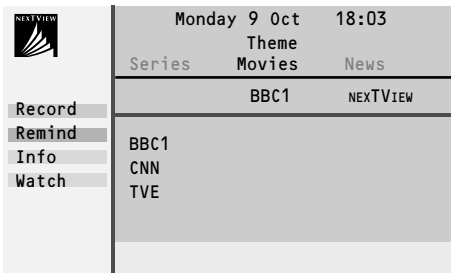 NEXTVIEW
Monday 9 Oct 18:03
Theme
Series Movies News
BBC1 NEXTVIEW
Record
Remind
Info
Watch
BBC1
CNN
TVE